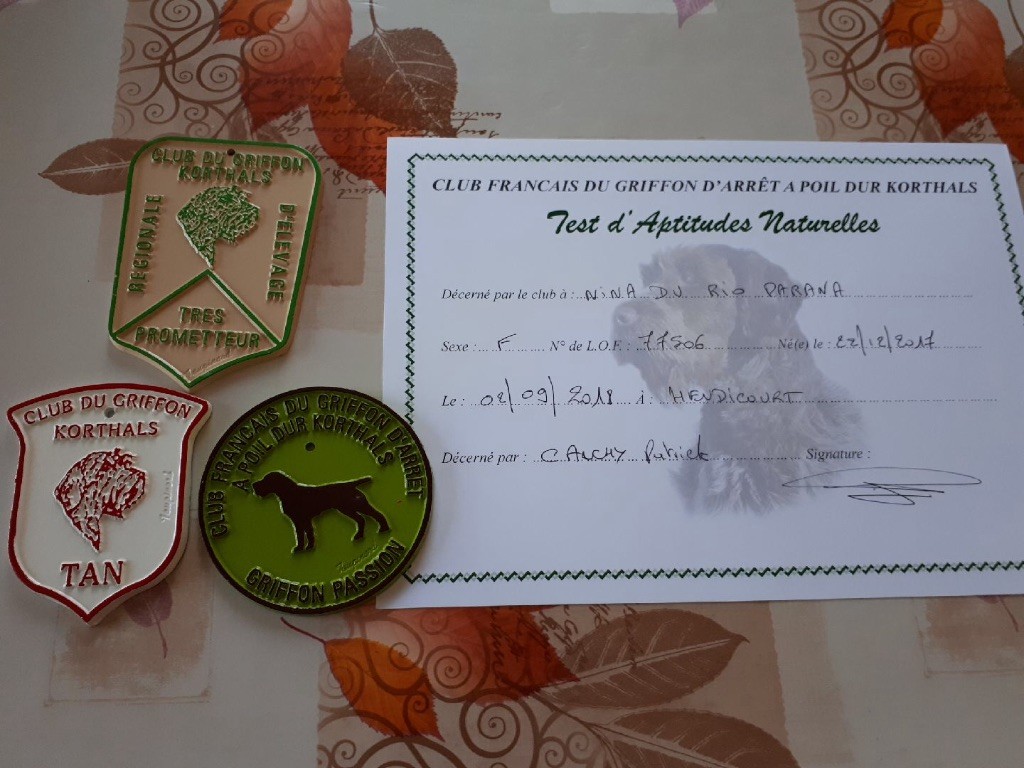 CLUB DU GRIFFON
KORTHALS
REGIONALE
D'ELEVAGE
TRES
PROMETTEUR
CLUB DU GRIFFON
KORTHALS
TAN
CLUB FRANCAIS DU GRIFFON D'ARRET
A POIL DUR KORTHALS
GRIFFON PASSION
CLUB FRANCAIS DU GRIFFON D'ARRÊT A POIL DUR KORTHALS
Test d'Aptitudes Naturelles
Décerné par le club à : NINA DU RIO PARANA
Sexe : F N° de L.O.F. : 77506 Né(e) le : 22/12/2017
Le : 02/09/2018 à : HENDICOURT
Décerné par : CAUCHY Patrick Signature :